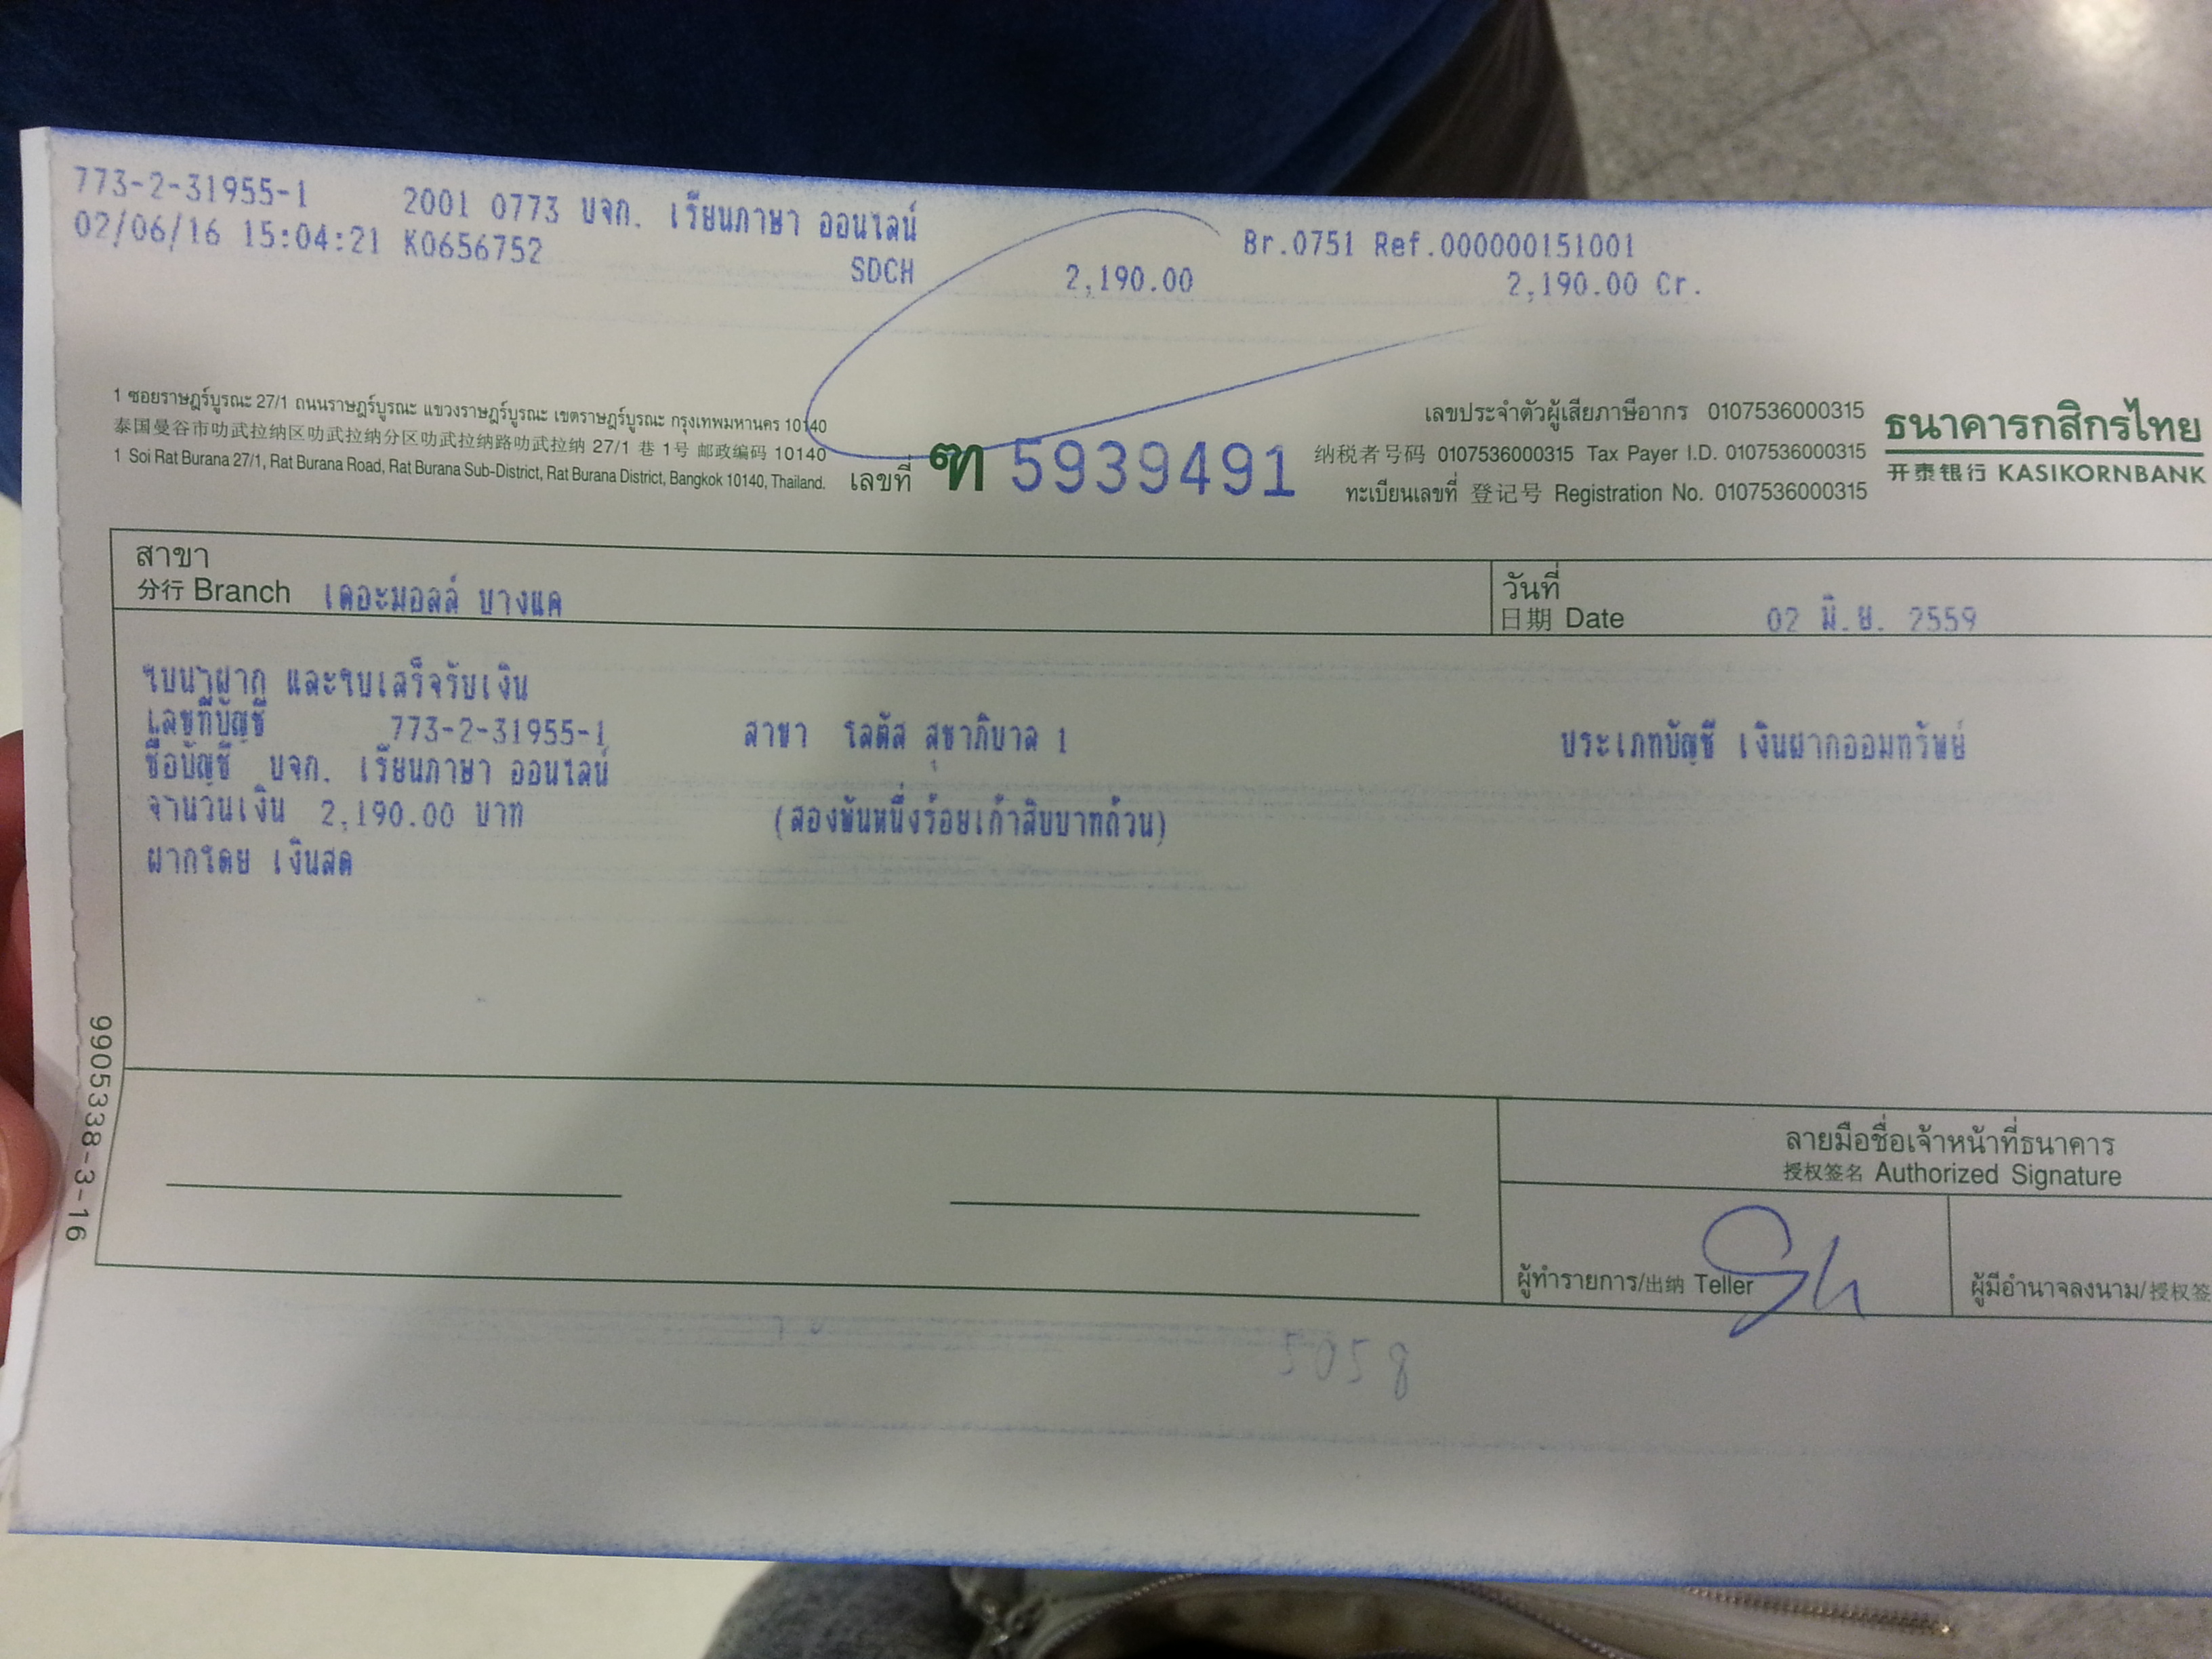 773-2-31955-1 2001 0773 บจก. เรียนภาษา ออนไลน์ Br.0751 Ref.000000151001
02/06/16 15:04:21 K0656752 SDCH 2,190.00 2,190.00 Cr.
1 ซอยราษฎร์บูรณะ 27/1 ถนนราษฎร์บูรณะ แขวงราษฎร์บูรณะ เขตราษฎร์บูรณะ กรุงเทพมหานคร 10140
泰国曼谷市叻武拉纳区叻武拉纳分区叻武拉纳路叻武拉纳 27/1 巷 1号 邮政编码 10140
1 Soi Rat Burana 27/1, Rat Burana Road, Rat Burana Sub-District, Rat Burana District, Bangkok 10140, Thailand.
เลขที่ ฑ 5939491
เลขประจำตัวผู้เสียภาษีอากร 0107536000315
纳税者号码 0107536000315 Tax Payer I.D. 0107536000315
ทะเบียนเลขที่ 登记号 Registration No. 0107536000315
ธนาคารกสิกรไทย
开泰银行 KASIKORNBANK
สาขา
分行 Branch เดอะมอลล์ บางแค
วันที่
日期 Date 02 มิ.ย. 2559
ใบนำฝาก และใบเสร็จรับเงิน
เลขที่บัญชี 773-2-31955-1 สาขา โลตัส สุขาภิบาล 1 ประเภทบัญชี เงินฝากออมทรัพย์
ชื่อบัญชี บจก. เรียนภาษา ออนไลน์
จำนวนเงิน 2,190.00 บาท (สองพันหนึ่งร้อยเก้าสิบบาทถ้วน)
ฝากโดย เงินสด
9905338-3-16
ลายมือชื่อเจ้าหน้าที่ธนาคาร
授权签名 Authorized Signature
ผู้ทำรายการ/出纳 Teller
ผู้มีอำนาจลงนาม/授权签
5058